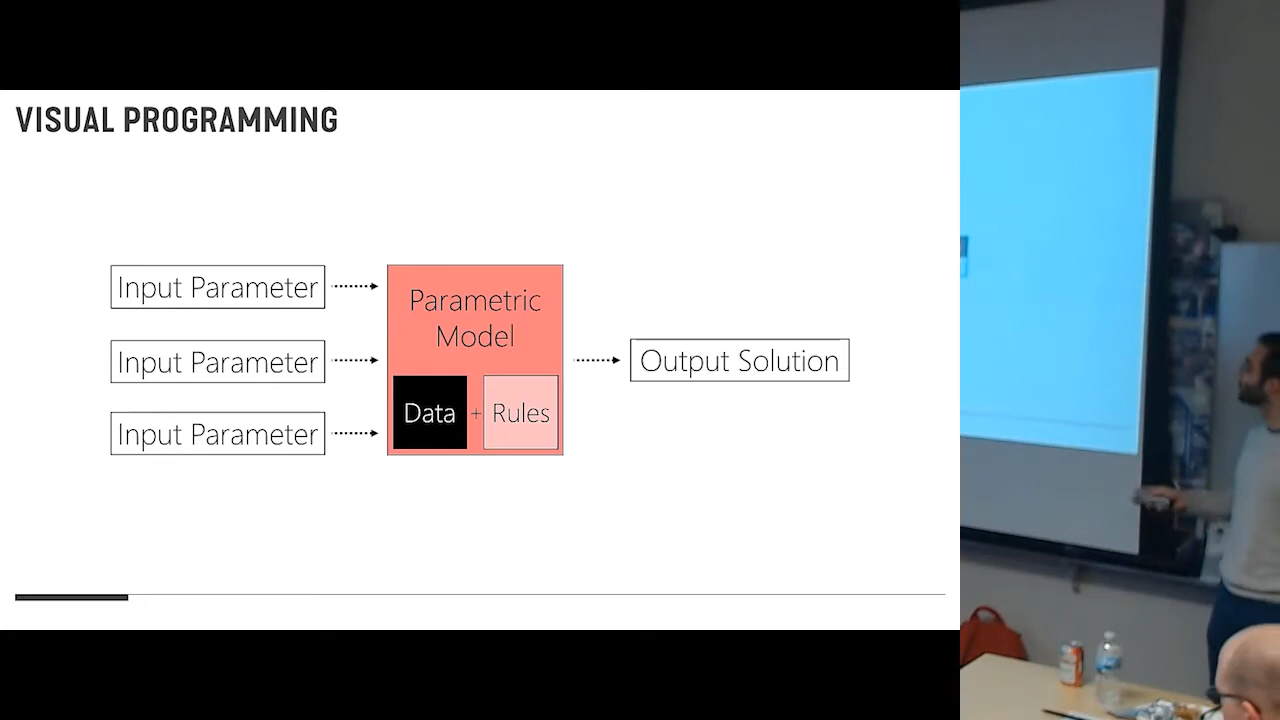 VISUAL PROGRAMMING
Input Parameter
Input Parameter
Input Parameter
Parametric
Model
Data + Rules
Output Solution